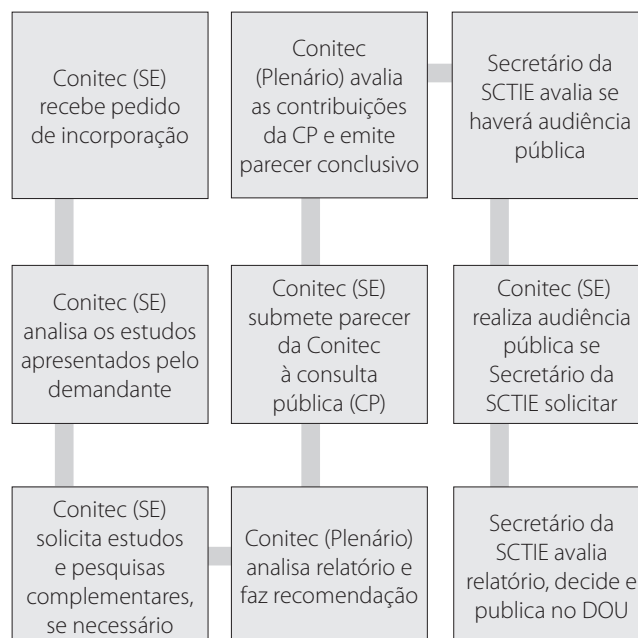 Conitec (SE)
recebe pedido
de incorporação
Conitec (SE)
analisa os estudos
apresentados pelo
demandante
Conitec (SE)
solicita estudos
e pesquisas
complementares,
se necessário
Conitec (Plenário)
analisa relatório e
faz recomendação
Conitec (SE)
submete parecer
da Conitec
à consulta
pública (CP)
Conitec
(Plenário) avalia
as contribuições
da CP e emite
parecer conclusivo
Secretário da
SCTIE avalia se
haverá audiência
pública
Conitec (SE)
realiza audiência
pública se
Secretário da
SCTIE solicitar
Secretário da
SCTIE avalia
relatório, decide e
publica no DOU